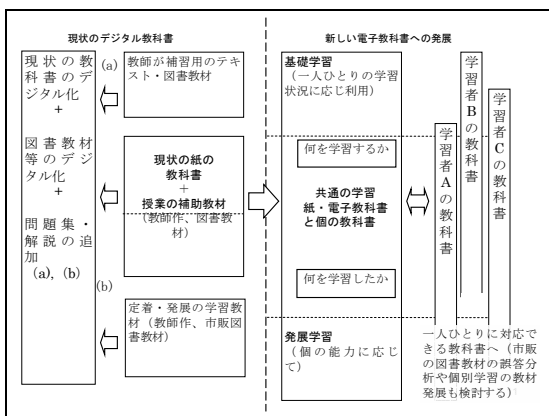 現状のデジタル教科書
新しい電子教科書への発展
現状の教
科書のデ
ジタル化
+
図書教材
等のデジ
タル化
+
問題集・
解説の追
加
(a), (b)
(a)
教師が補習用のテキ
スト・図書教材
現状の紙の
教科書
+
授業の補助教材
(教師作、図書教
材)
(b)
定着・発展の学習教
材(教師作、市販図
書教材)
基礎学習
(一人ひとりの学習
状況に応じ利用)
何を学習するか
共通の学習
紙・電子教科書
と個の教科書
何を学習したか
発展学習
(個の能力に応じ
て)
学習者Aの教科書
学習者Bの教科書
学習者Cの教科書
一人ひとりに対応で
きる教科書へ(市販
の図書教材の誤答分
析や個別学習の教材
発展も検討する)